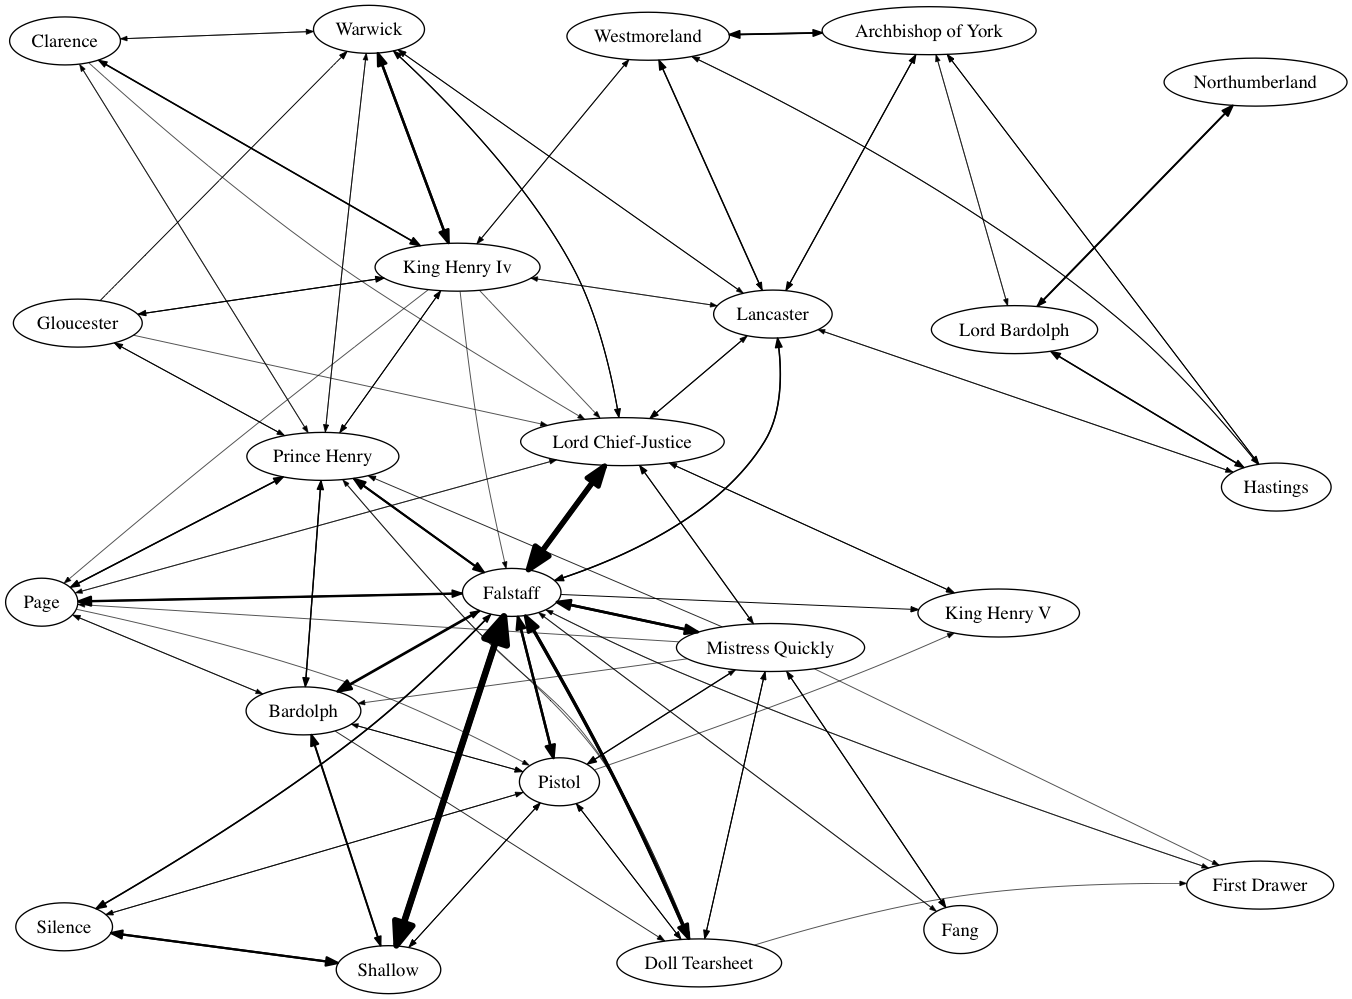 Clarence
Warwick
Westmoreland
Archbishop of York
Northumberland
King Henry Iv
Gloucester
Lancaster
Lord Bardolph
Prince Henry
Lord Chief-Justice
Hastings
Page
Falstaff
King Henry V
Mistress Quickly
Bardolph
Pistol
First Drawer
Silence
Fang
Shallow
Doll Tearsheet